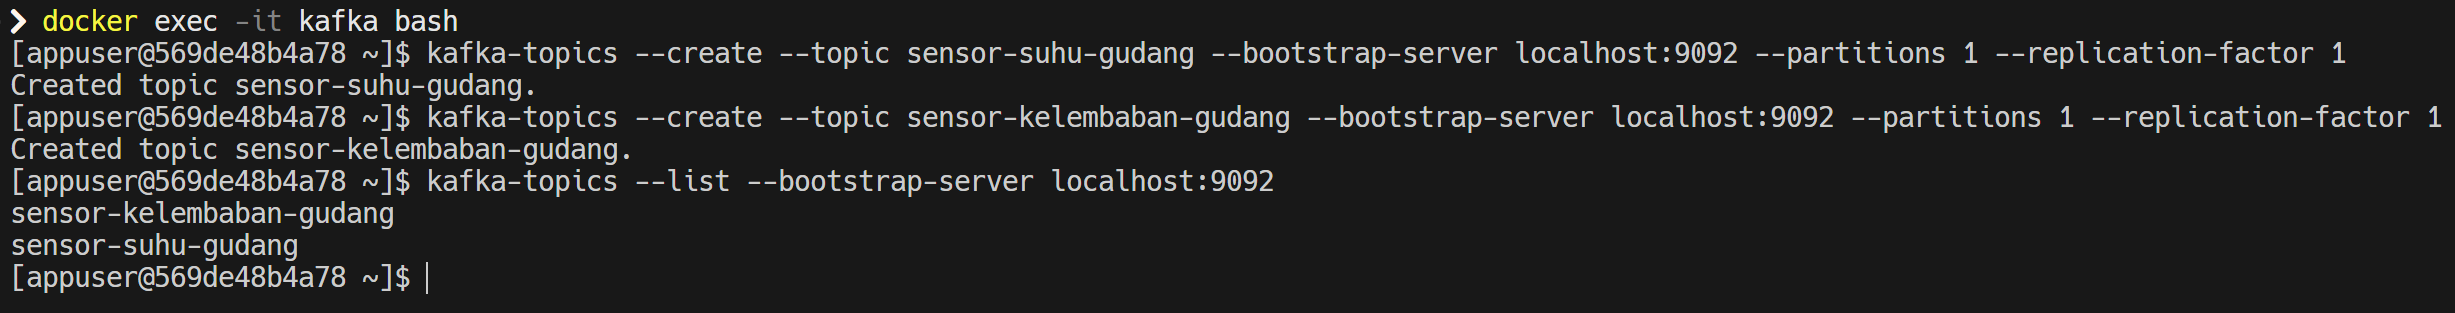 ❯ docker exec -it kafka bash
[appuser@569de48b4a78 ~]$ kafka-topics --create --topic sensor-suhu-gudang --bootstrap-server localhost:9092 --partitions 1 --replication-factor 1
Created topic sensor-suhu-gudang.
[appuser@569de48b4a78 ~]$ kafka-topics --create --topic sensor-kelembaban-gudang --bootstrap-server localhost:9092 --partitions 1 --replication-factor 1
Created topic sensor-kelembaban-gudang.
[appuser@569de48b4a78 ~]$ kafka-topics --list --bootstrap-server localhost:9092
sensor-kelembaban-gudang
sensor-suhu-gudang
[appuser@569de48b4a78 ~]$